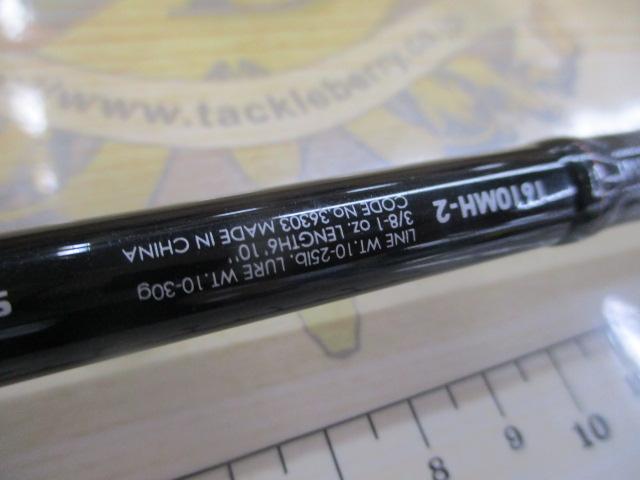 1610MH-2
LINE WT.10-25lb. LURE WT.10-30g
3/8-1 oz. LENGTH6'10''
CODE No.36303 MADE IN CHINA
www.tackleberry.co.jp
8
9
10